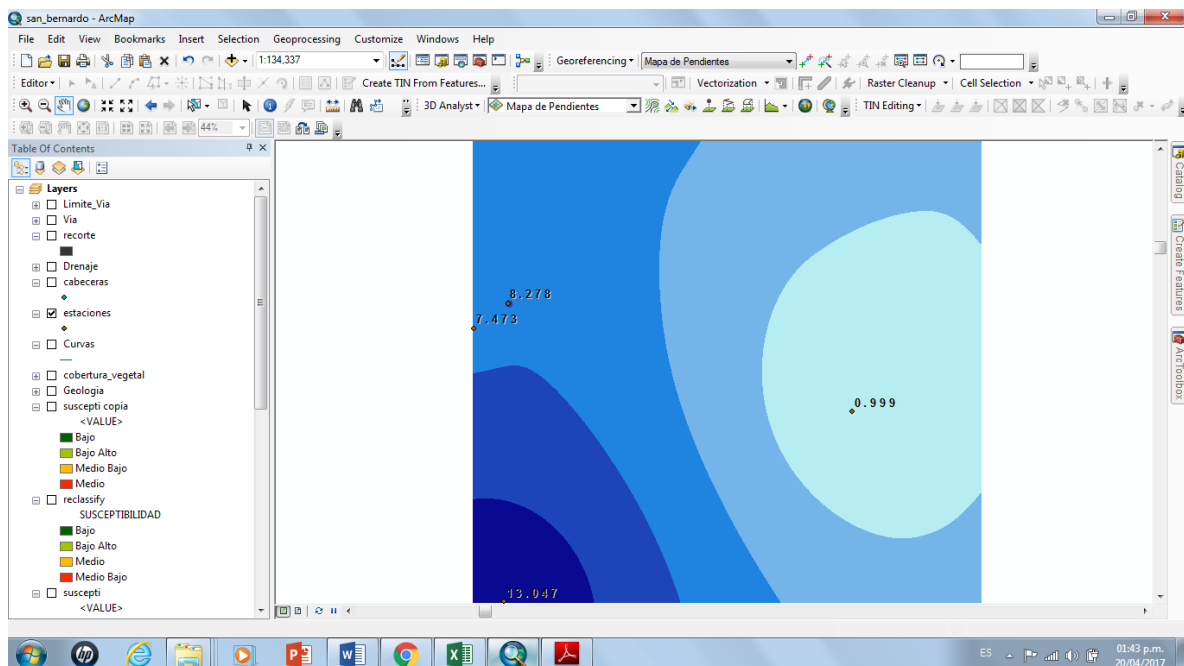 san_bernardo - ArcMap
File Edit View Bookmarks Insert Selection Geoprocessing Customize Windows Help
1:134,337 Georeferencing Mapa de Pendientes
Editor Create TIN From Features... Vectorization Raster Cleanup Cell Selection
3D Analyst Mapa de Pendientes TIN Editing
44%
Table Of Contents
Layers
Limite_Via
Via
recorte
Drenaje
cabeceras
estaciones
Curvas
cobertura_vegetal
Geologia
suscepti copia
<VALUE>
Bajo
Bajo Alto
Medio Bajo
Medio
reclassify
SUSCEPTIBILIDAD
Bajo
Bajo Alto
Medio
Medio Bajo
suscepti
<VALUE>
8.278
7.473
0.999
13.047
Catalog
Create Features
ArcToolbox
ES 01:43 p.m.
20/04/2017